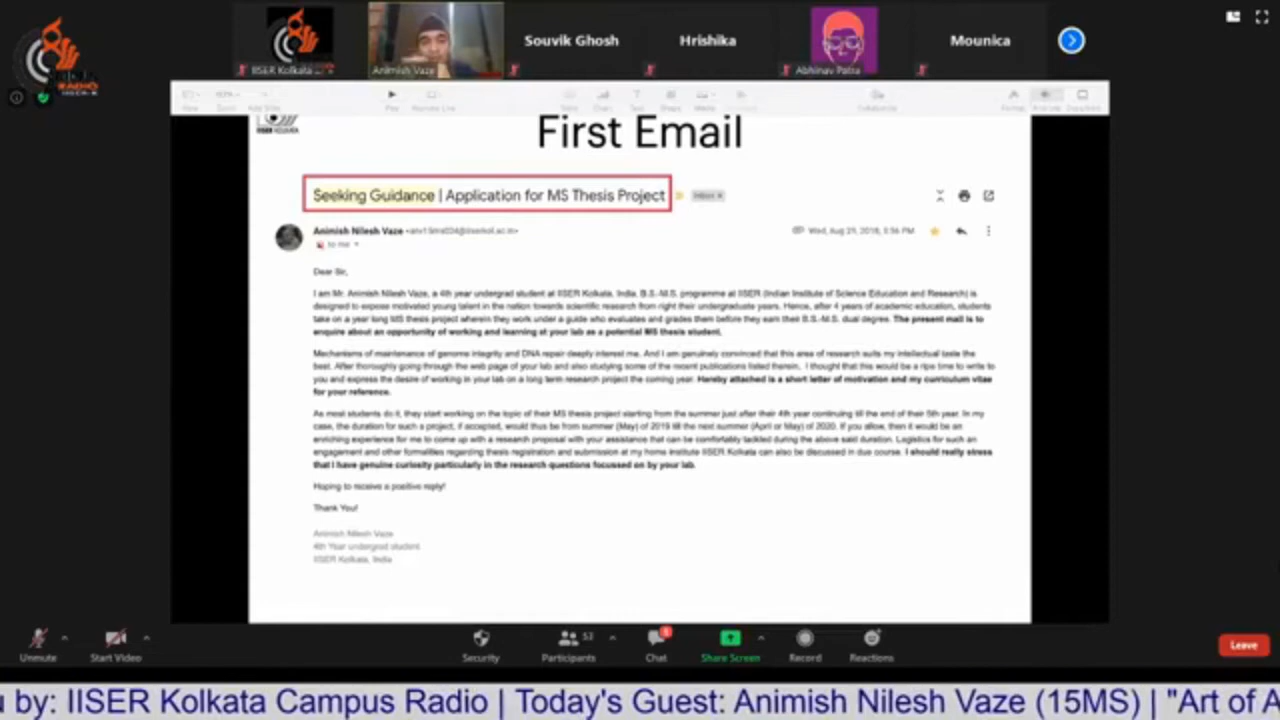 Souvik Ghosh
Hrishika
Mounica
IISER Kolkata
Animish Vaze
Abhinav Patra
RADIO
First Email
IISER KOLKATA
Seeking Guidance | Application for MS Thesis Project
Inbox x
Animish Nilesh Vaze
Wed, Aug 29, 2018, 3:56 PM
to me
Dear Sir,
I am Mr. Animish Nilesh Vaze, a 4th year undergrad student at IISER Kolkata, India. B.S.-M.S. programme at IISER (Indian Institute of Science Education and Research) is
designed to expose motivated young talent in the nation towards scientific research from right their undergraduate years. Hence, after 4 years of academic education, students
take on a year long MS thesis project wherein they work under a guide who evaluates and grades them before they earn their B.S.-M.S. dual degree. The present mail is to
enquire about an opportunity of working and learning at your lab as a potential MS thesis student.
Mechanisms of maintenance of genome integrity and DNA repair deeply interest me. And I am genuinely convinced that this area of research suits my intellectual taste the
best. After thoroughly going through the web page of your lab and also studying some of the recent publications listed therein, I thought that this would be a ripe time to write to
you and express the desire of working in your lab on a long term research project the coming year. Hereby attached is a short letter of motivation and my curriculum vitae
for your reference.
As most students do it, they start working on the topic of their MS thesis project starting from the summer just after their 4th year continuing till the end of their 5th year. In my
case, the duration for such a project, if accepted, would thus be from summer (May) of 2019 till the next summer (April or May) of 2020. If you allow, then it would be an
enriching experience for me to come up with a research proposal with your assistance that can be comfortably tackled during the above said duration. Logistics for such an
engagement and other formalities regarding thesis registration and submission at my home institute IISER Kolkata can also be discussed in due course. I should really stress
that I have genuine curiosity particularly in the research questions focussed on by your lab.
Hoping to receive a positive reply!
Thank You!
Animish Nilesh Vaze
4th Year undergrad student
IISER Kolkata, India
Unmute
Start Video
Security
53
Participants
Chat
Share Screen
Record
Reactions
Leave
by: IISER Kolkata Campus Radio | Today's Guest: Animish Nilesh Vaze (15MS) | "Art of A